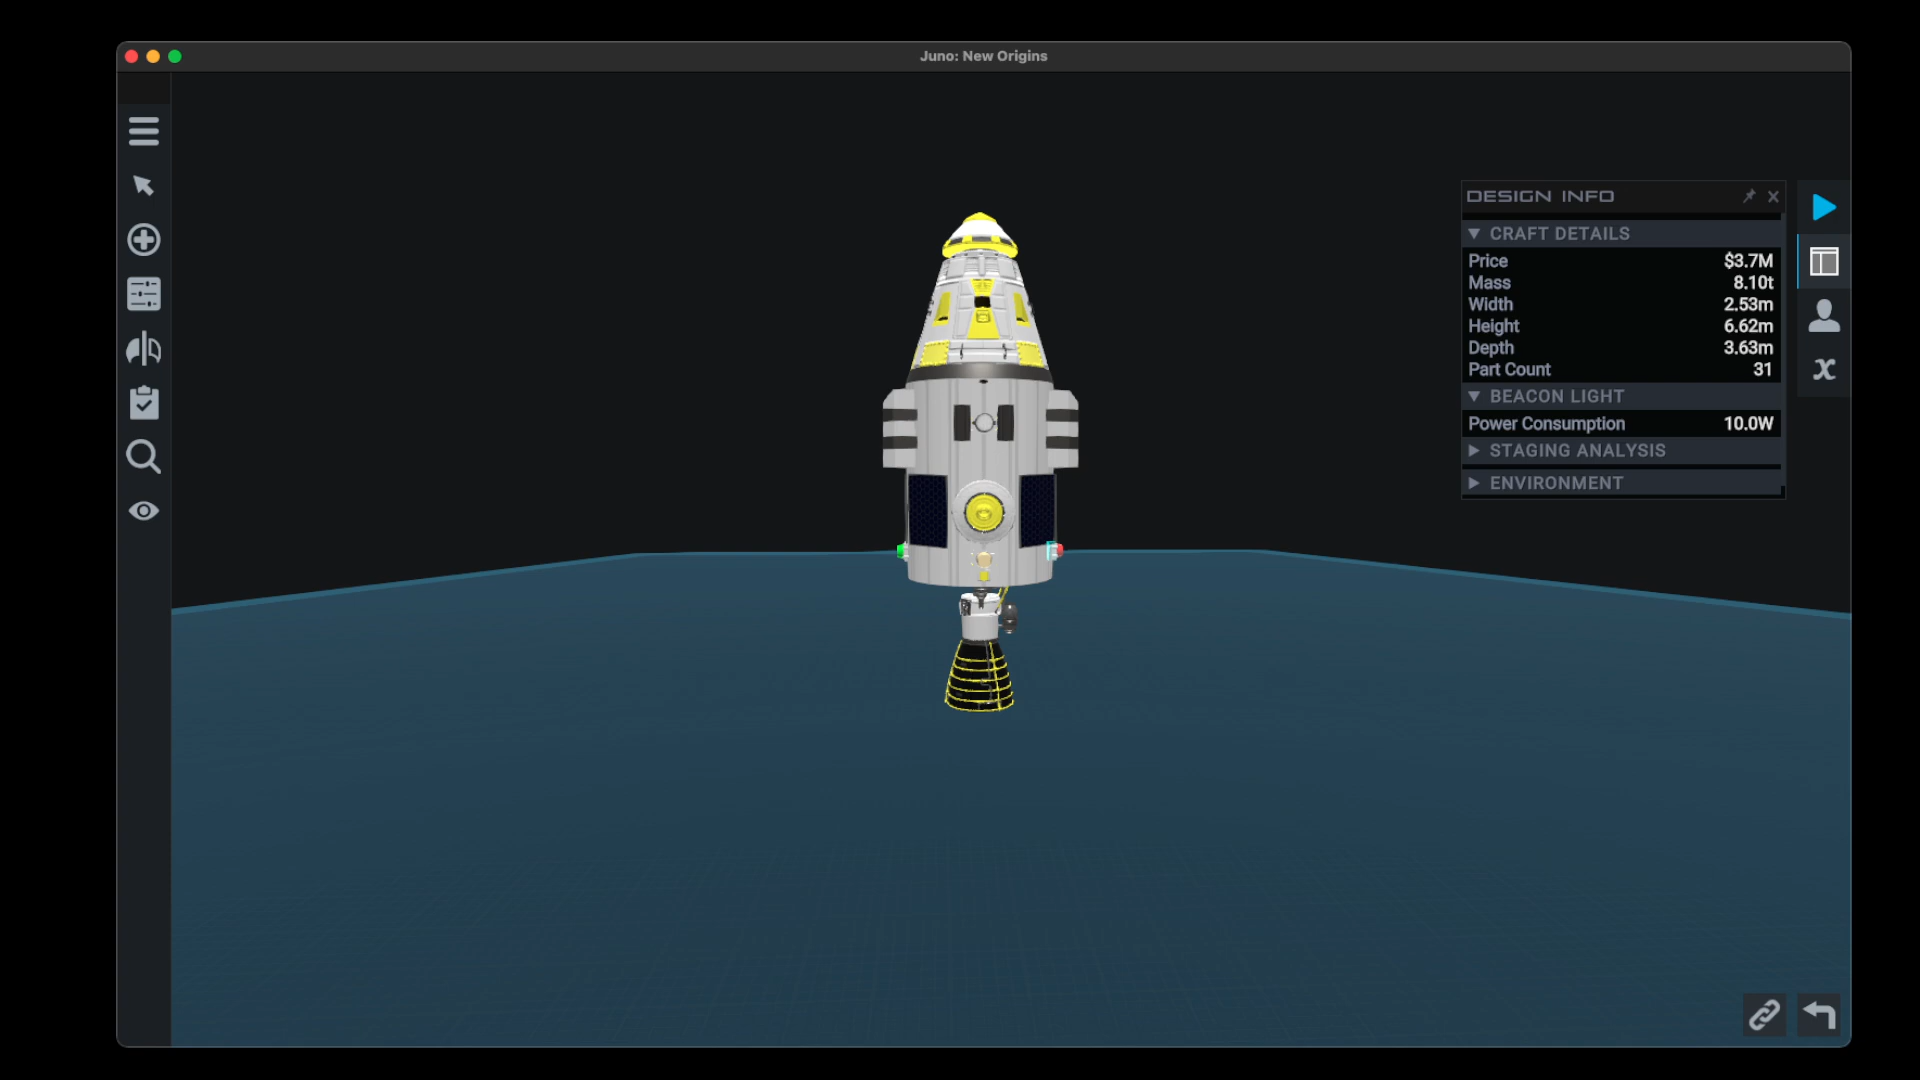 Juno: New Origins
DESIGN INFO
CRAFT DETAILS
Price $3.7M
Mass 8.10t
Width 2.53m
Height 6.62m
Depth 3.63m
Part Count 31
BEACON LIGHT
Power Consumption 10.0W
STAGING ANALYSIS
ENVIRONMENT